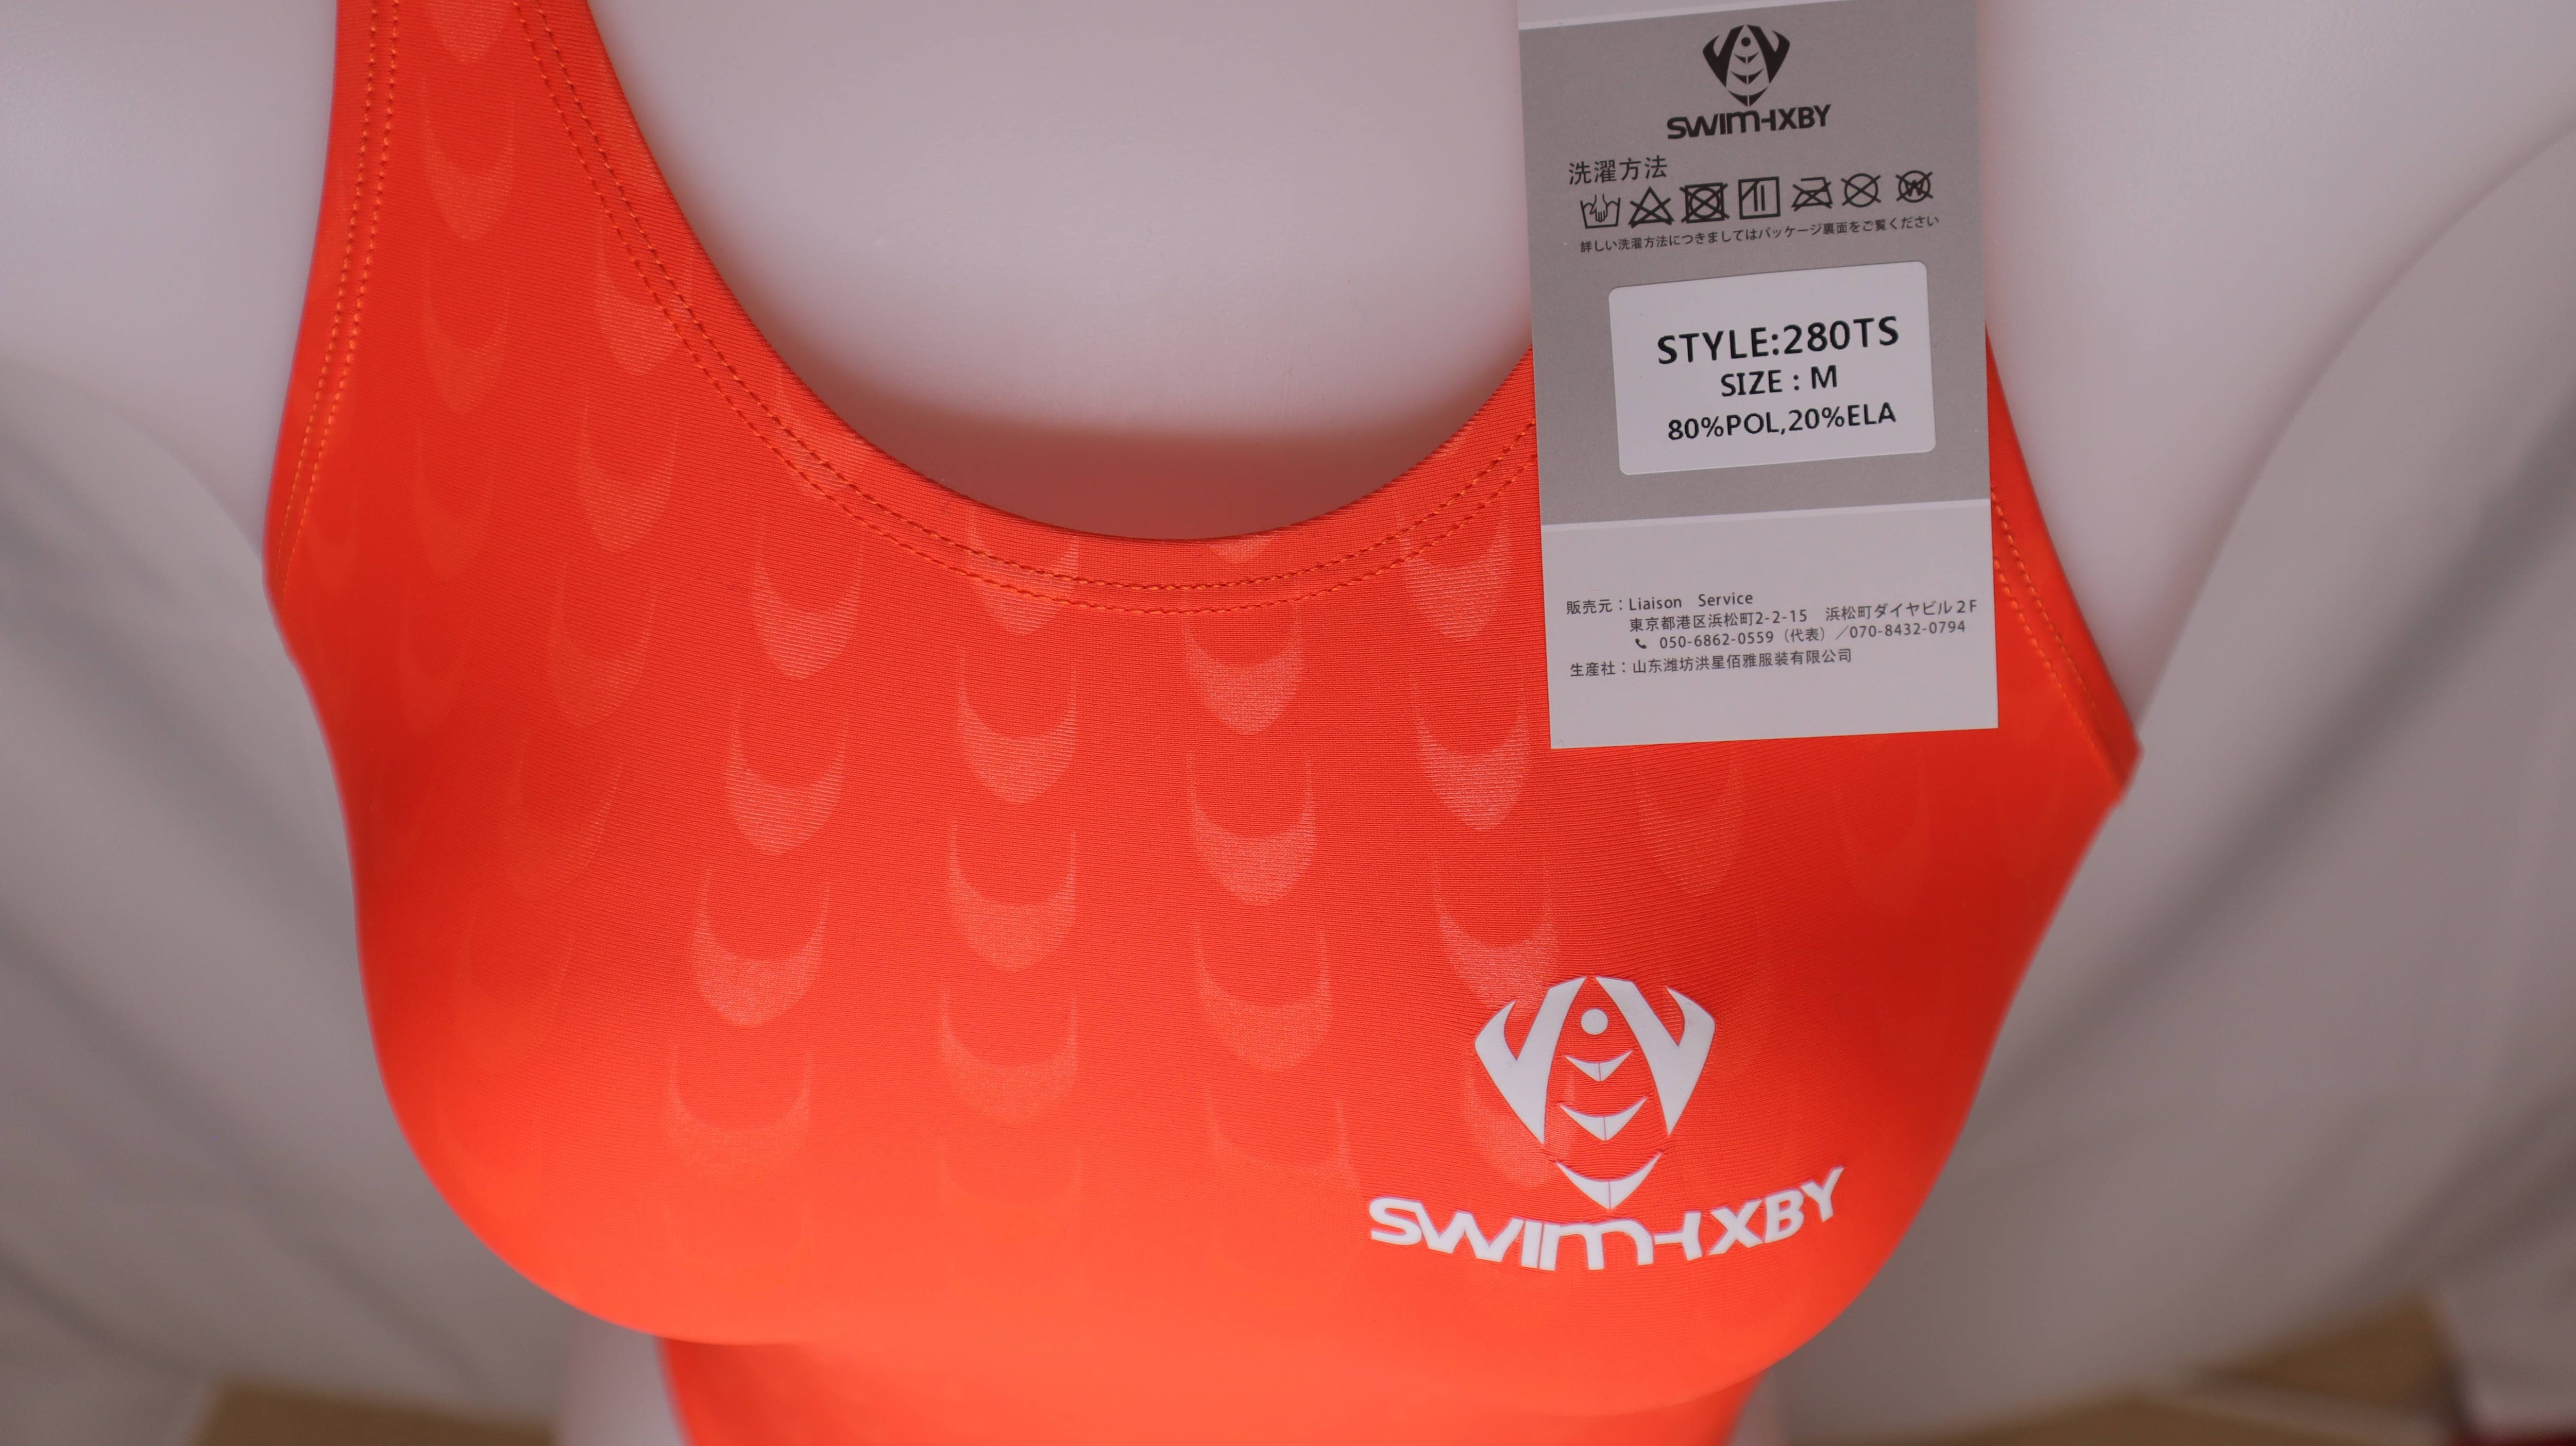 SWIM-IXBY
洗濯方法
詳しい洗濯方法につきましてはパッケージ裏面をご覧ください
STYLE:280TS
SIZE : M
80%POL,20%ELA
販売元：Liaison Service
東京都港区浜松町2-2-15 浜松町ダイヤビル２F
050-6862-0559（代表）／070-8432-0794
生産社：山东潍坊洪星佰雅服装有限公司
SWIM-IXBY